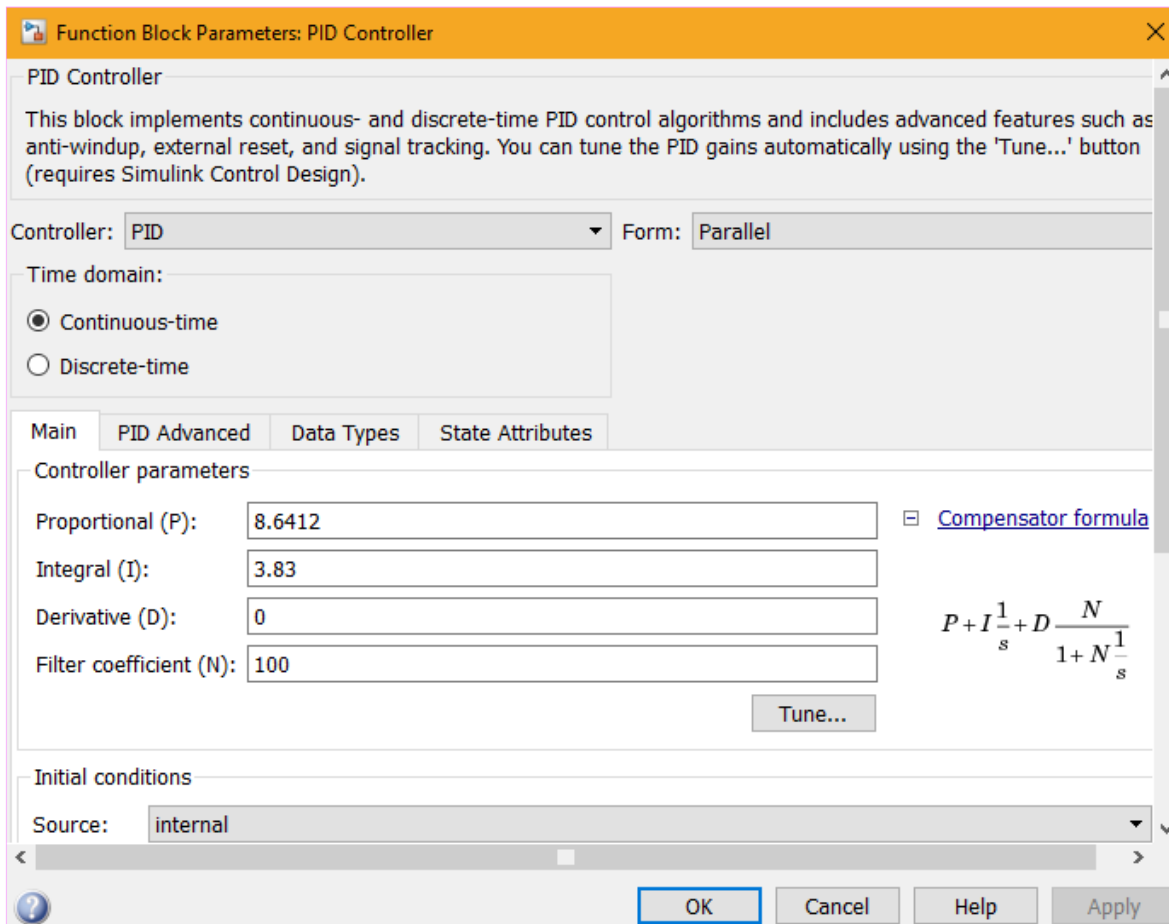 Function Block Parameters: PID Controller
PID Controller
This block implements continuous- and discrete-time PID control algorithms and includes advanced features such as
anti-windup, external reset, and signal tracking. You can tune the PID gains automatically using the 'Tune...' button
(requires Simulink Control Design).
Controller: PID Form: Parallel
Time domain:
Continuous-time
Discrete-time
Main PID Advanced Data Types State Attributes
Controller parameters
Proportional (P): 8.6412
Compensator formula
Integral (I): 3.83
Derivative (D): 0
P+I 1/s + D N/(1+N 1/s)
Filter coefficient (N): 100
Tune...
Initial conditions
Source: internal
OK Cancel Help Apply